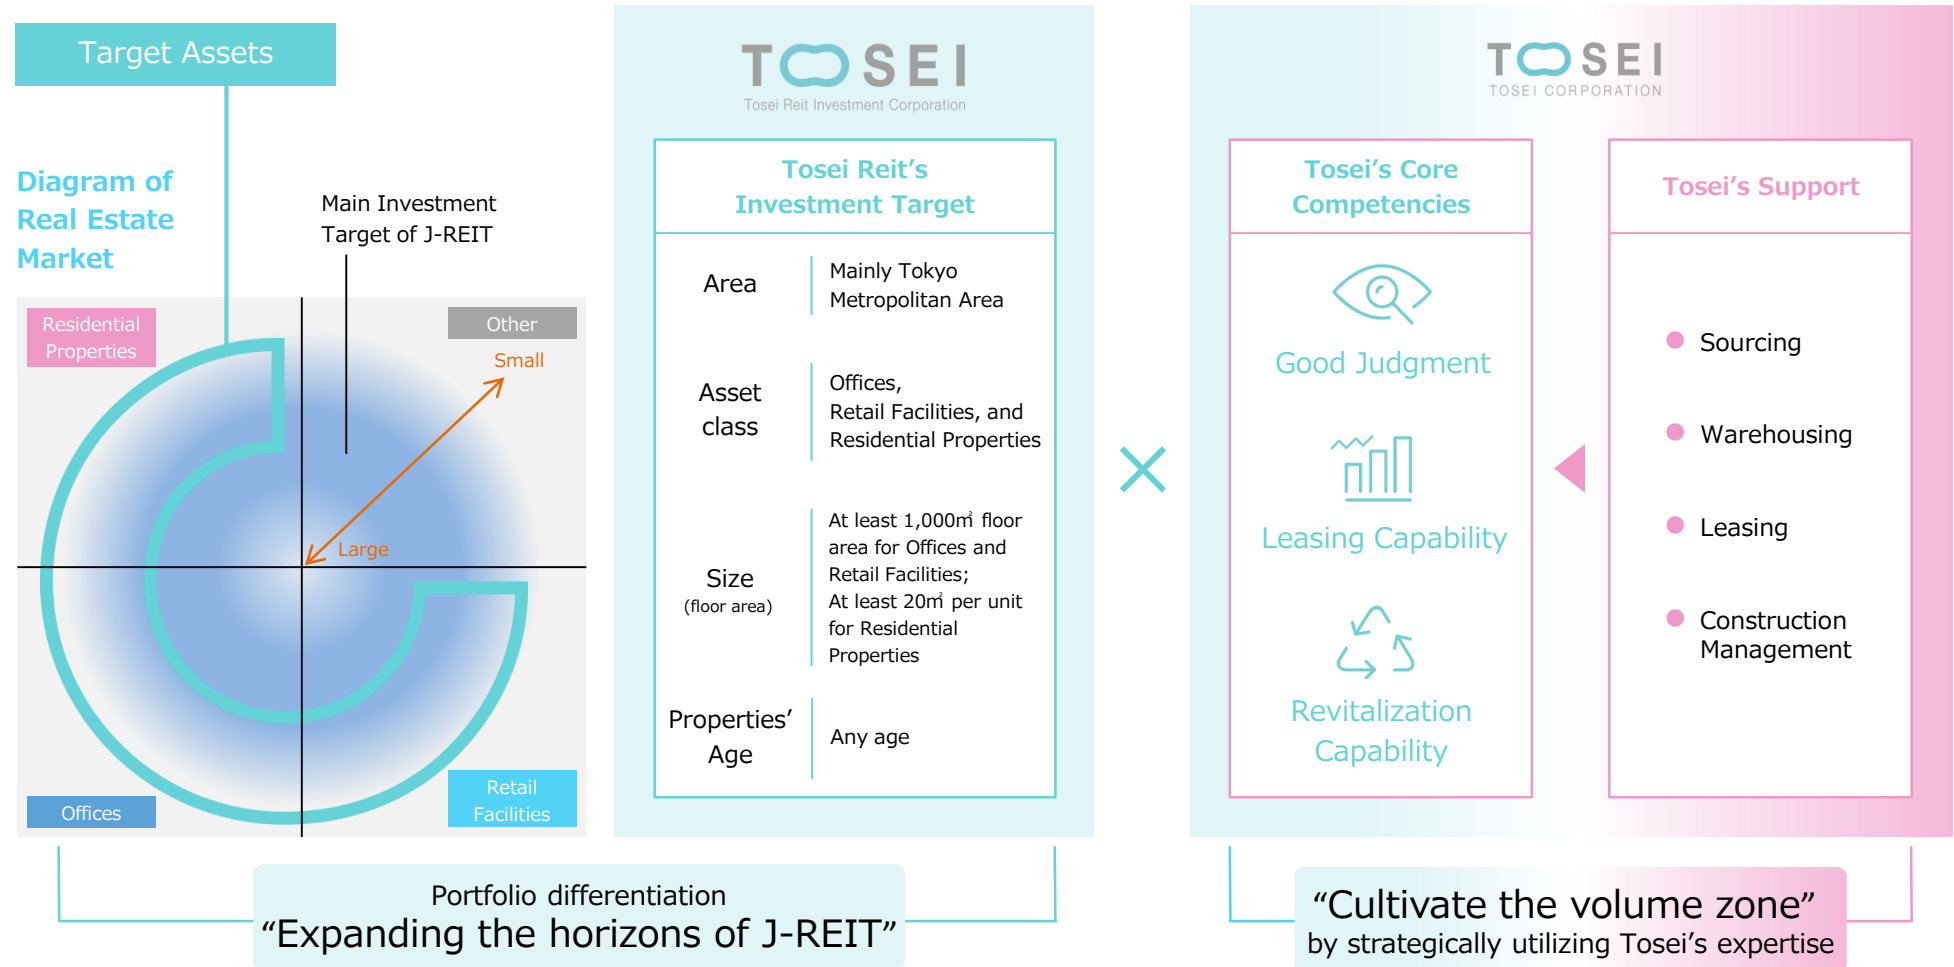 Target Assets
Diagram of
Real Estate
Market
Main Investment
Target of J-REIT
Residential
Properties
Other
Small
Large
Offices
Retail
Facilities
TOSEI
Tosei Reit Investment Corporation
Tosei Reit’s
Investment Target
Area
Mainly Tokyo
Metropolitan Area
Asset
class
Offices,
Retail Facilities, and
Residential Properties
Size
(floor area)
At least 1,000㎡ floor
area for Offices and
Retail Facilities;
At least 20㎡ per unit
for Residential
Properties
Properties’
Age
Any age
TOSEI
TOSEI CORPORATION
Tosei’s Core
Competencies
Good Judgment
Leasing Capability
Revitalization
Capability
Tosei’s Support
Sourcing
Warehousing
Leasing
Construction
Management
Portfolio differentiation
“Expanding the horizons of J-REIT”
“Cultivate the volume zone”
by strategically utilizing Tosei’s expertise